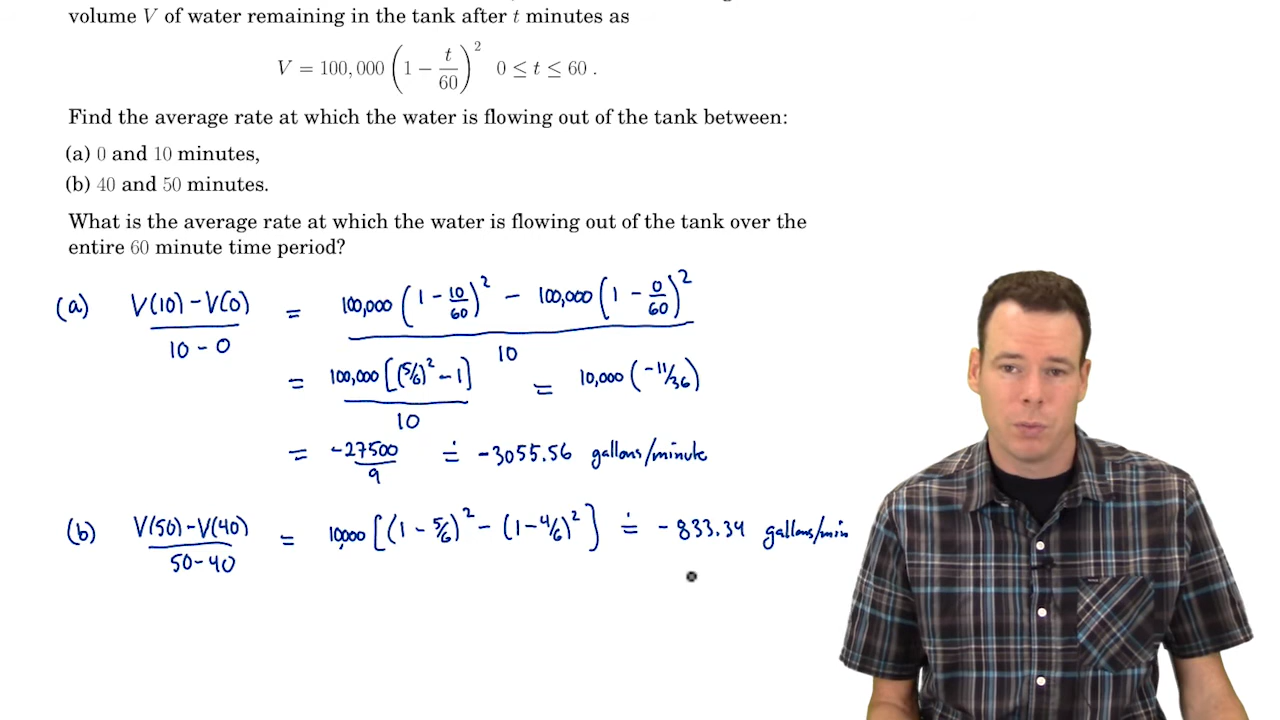 volume V of water remaining in the tank after t minutes as
V = 100,000 (1 − t/60)² 0 ≤ t ≤ 60 .
Find the average rate at which the water is flowing out of the tank between:
(a) 0 and 10 minutes,
(b) 40 and 50 minutes.
What is the average rate at which the water is flowing out of the tank over the
entire 60 minute time period?
(a) (V(10)-V(0))/(10-0) = (100,000 (1 - 10/60)² - 100,000 (1 - 0/60)²)/10
= (100,000 [(5/6)² - 1])/10 = 10,000 (-11/36)
= -27500/9 ≐ -3055.56 gallons/minute
(b) (V(50)-V(40))/(50-40) = 10,000 [(1 - 5/6)² - (1 - 4/6)²] ≐ -833.34 gallons/min